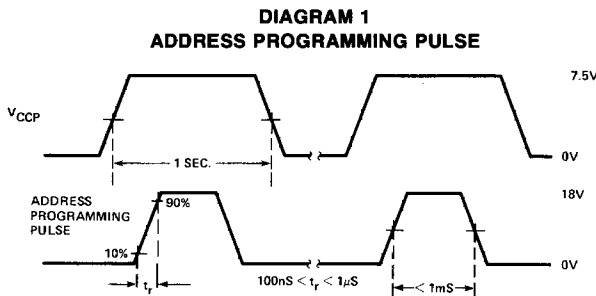 DIAGRAM 1
ADDRESS PROGRAMMING PULSE
7.5V
VCCP
1 SEC.
0V
ADDRESS
PROGRAMMING
PULSE
90%
18V
10%
tr
100nS < tr < 1μS
< 1mS
0V